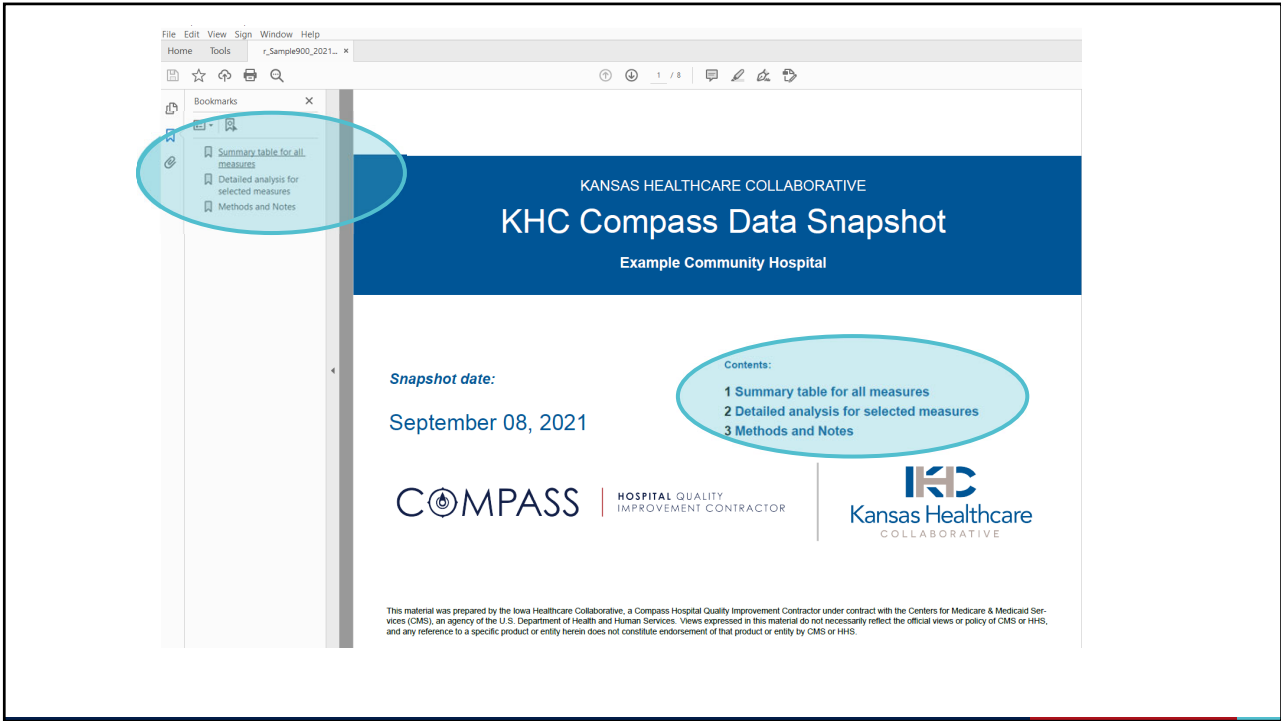 File Edit View Sign Window Help
Home Tools r_Sample900_2021... ×
1 / 8
Bookmarks ×
Summary table for all
measures
Detailed analysis for
selected measures
Methods and Notes
KANSAS HEALTHCARE COLLABORATIVE
KHC Compass Data Snapshot
Example Community Hospital
Snapshot date:
September 08, 2021
Contents:
1 Summary table for all measures
2 Detailed analysis for selected measures
3 Methods and Notes
COMPASS
HOSPITAL QUALITY
IMPROVEMENT CONTRACTOR
KHC
Kansas Healthcare
COLLABORATIVE
This material was prepared by the Iowa Healthcare Collaborative, a Compass Hospital Quality Improvement Contractor under contract with the Centers for Medicare & Medicaid Ser-
vices (CMS), an agency of the U.S. Department of Health and Human Services. Views expressed in this material do not necessarily reflect the official views or policy of CMS or HHS,
and any reference to a specific product or entity herein does not constitute endorsement of that product or entity by CMS or HHS.